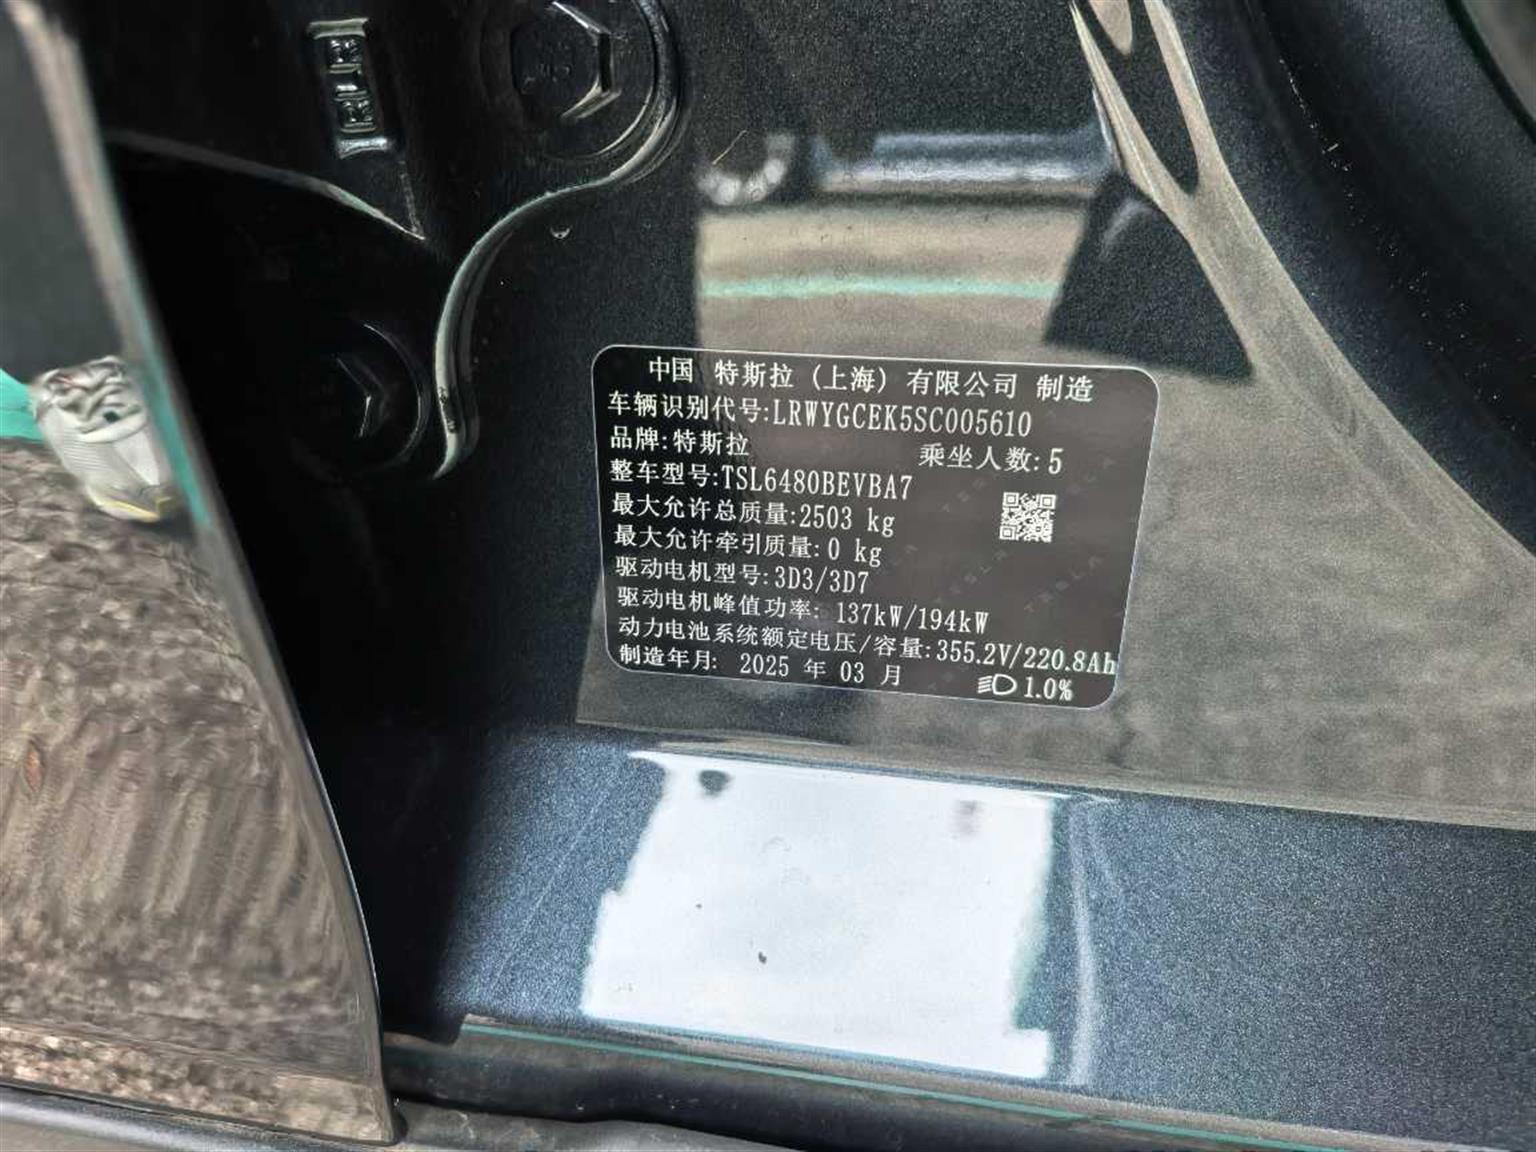 中国 特斯拉 (上海) 有限公司 制造
车辆识别代号:LRWYGCEK5SC005610
品牌:特斯拉 乘坐人数:5
整车型号:TSL6480BEVBA7
最大允许总质量:2503 kg
最大允许牵引质量:0 kg
驱动电机型号:3D3/3D7
驱动电机峰值功率: 137kW/194kW
动力电池系统额定电压/容量:355.2V/220.8Ah
制造年月: 2025 年 03 月 1.0%
TESLA